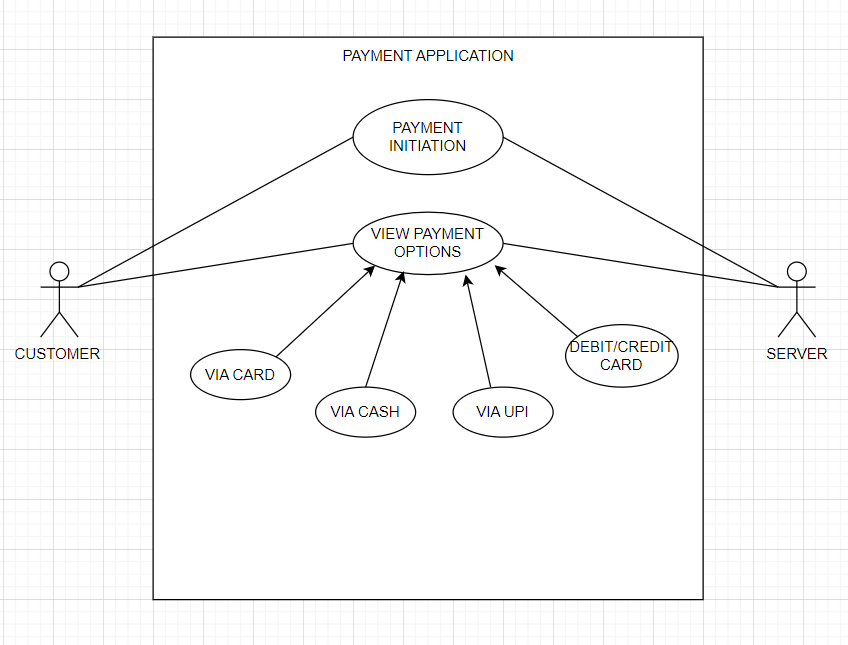 PAYMENT APPLICATION
PAYMENT
INITIATION
VIEW PAYMENT
OPTIONS
CUSTOMER
SERVER
VIA CARD
VIA CASH
VIA UPI
DEBIT/CREDIT
CARD